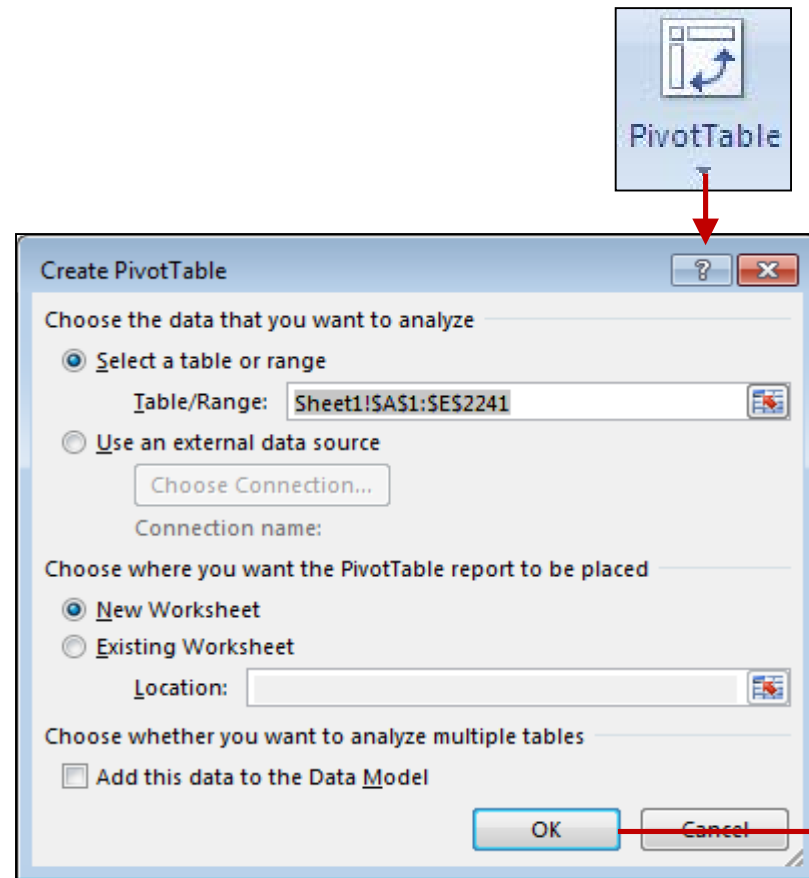 PivotTable
Create PivotTable
?
Choose the data that you want to analyze
Select a table or range
Table/Range: Sheet1!$A$1:$E$2241
Use an external data source
Choose Connection...
Connection name:
Choose where you want the PivotTable report to be placed
New Worksheet
Existing Worksheet
Location:
Choose whether you want to analyze multiple tables
Add this data to the Data Model
OK Cancel